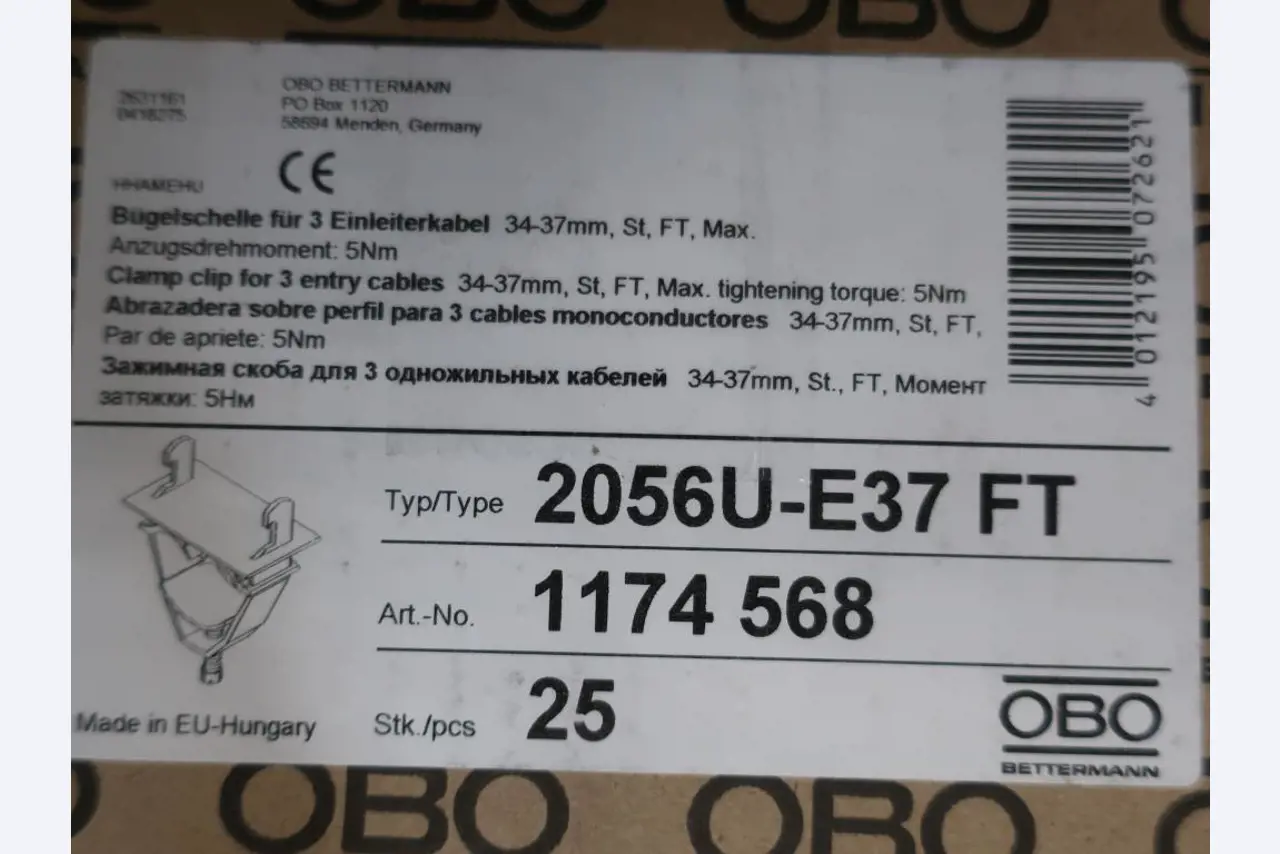 OBO BETTERMANN
PO Box 1120
58694 Menden, Germany
CE
HHAMEHU
Bügelschelle für 3 Einleiterkabel 34-37mm, St, FT, Max.
Anzugsdrehmoment: 5Nm
Clamp clip for 3 entry cables 34-37mm, St, FT, Max. tightening torque: 5Nm
Abrazadera sobre perfil para 3 cables monoconductores 34-37mm, St, FT,
Par de apriete: 5Nm
Зажимная скоба для 3 одножильных кабелей 34-37mm, St., FT, Момент
затяжки: 5Нм
4 012195 072621
Typ/Type 2056U-E37 FT
Art.-No. 1174 568
Stk./pcs 25
Made in EU-Hungary
OBO
BETTERMANN
OBO OBO